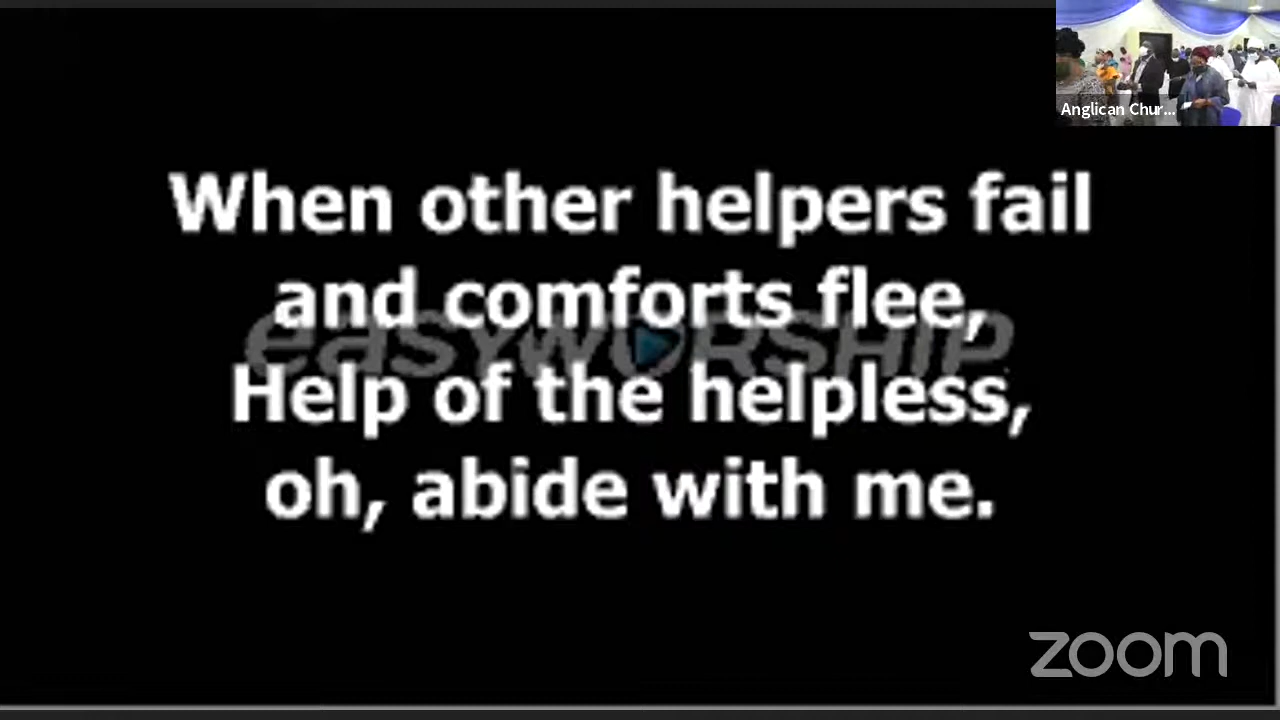 Anglican Chur...
When other helpers fail
and comforts flee,
easyWORSHIP
Help of the helpless,
oh, abide with me.
zoom